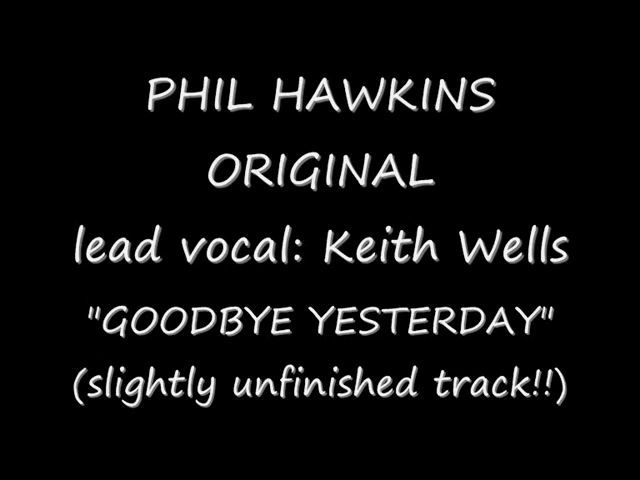 PHIL HAWKINS
ORIGINAL
lead vocal: Keith Wells
"GOODBYE YESTERDAY"
(slightly unfinished track!!)